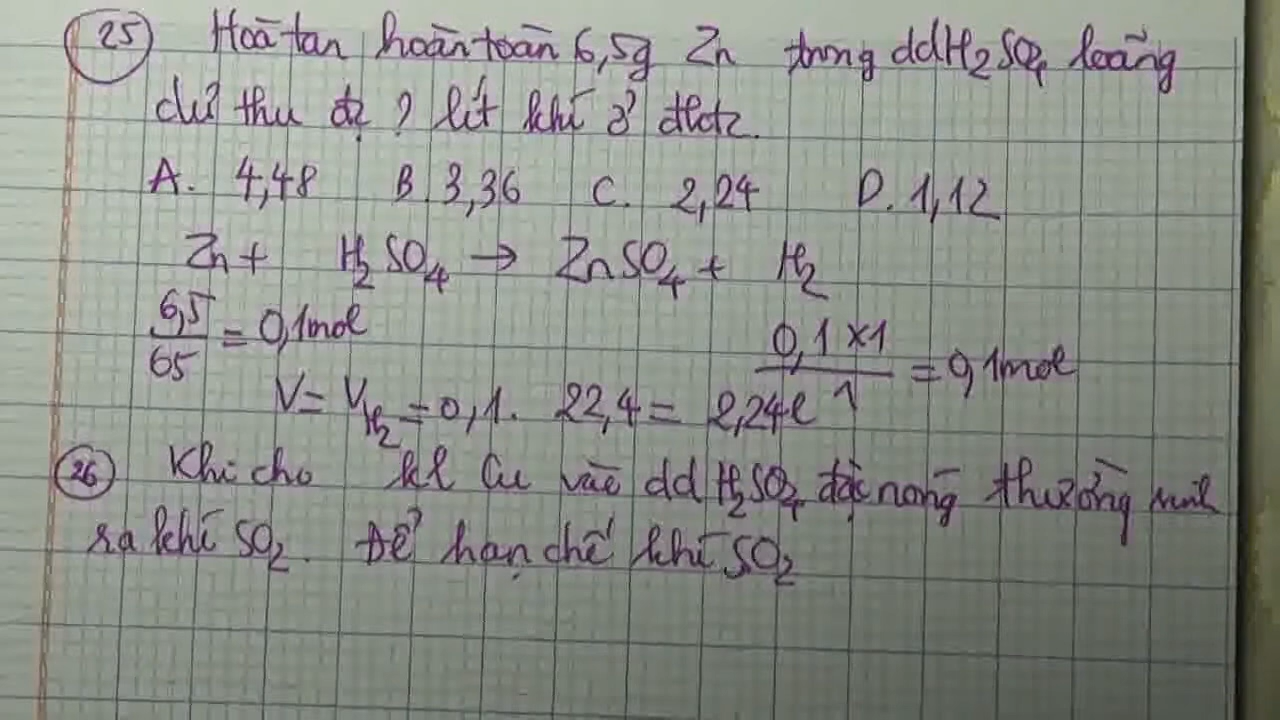 25 Hoà tan hoàn toàn 6,5g Zn trong dd H2SO4 loãng
dư thu đc ? lít khí ở đktc.
A. 4,48 B. 3,36 C. 2,24 D. 1,12
Zn + H2SO4 → ZnSO4 + H2
6,5/65 = 0,1mol 0,1x1/1 = 0,1mol
V = VH2 = 0,1. 22,4 = 2,24l
26 Khi cho kl Cu vào dd H2SO4 đặc nóng thường sinh
ra khí SO2. Để hạn chế khí SO2